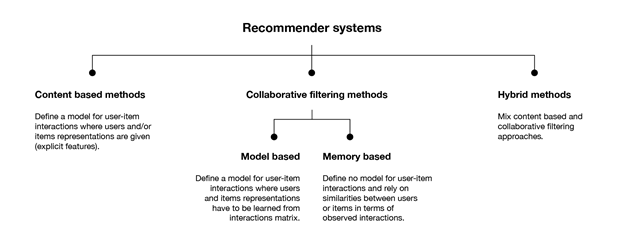 Recommender systems
Content based methods
Define a model for user-item
interactions where users and/or
items representations are given
(explicit features).
Collaborative filtering methods
Model based
Define a model for user-item
interactions where users
and items representations
have to be learned from
interactions matrix.
Memory based
Define no model for user-item
interactions and rely on
similarities between users
or items in terms of
observed interactions.
Hybrid methods
Mix content based and
collaborative filtering
approaches.